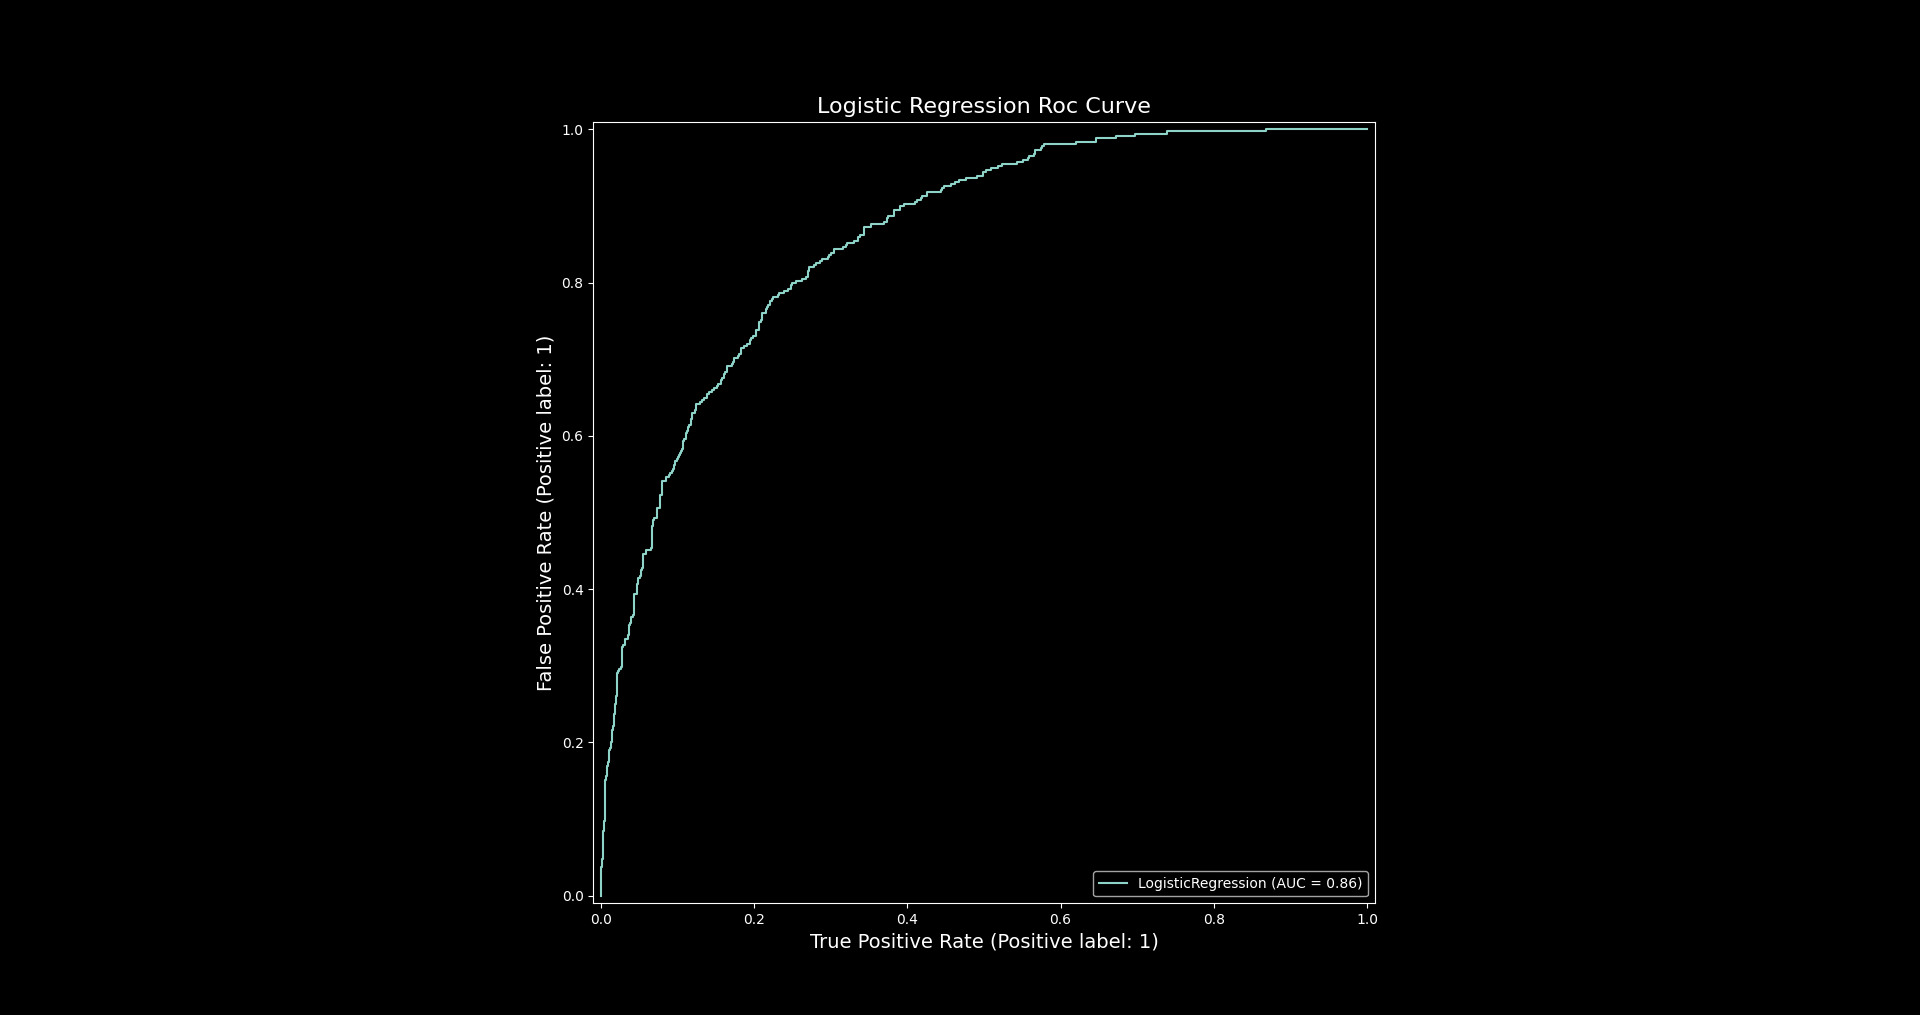 Logistic Regression Roc Curve
1.0
0.8
0.6
0.4
0.2
0.0
False Positive Rate (Positive label: 1)
LogisticRegression (AUC = 0.86)
0.0 0.2 0.4 0.6 0.8 1.0
True Positive Rate (Positive label: 1)